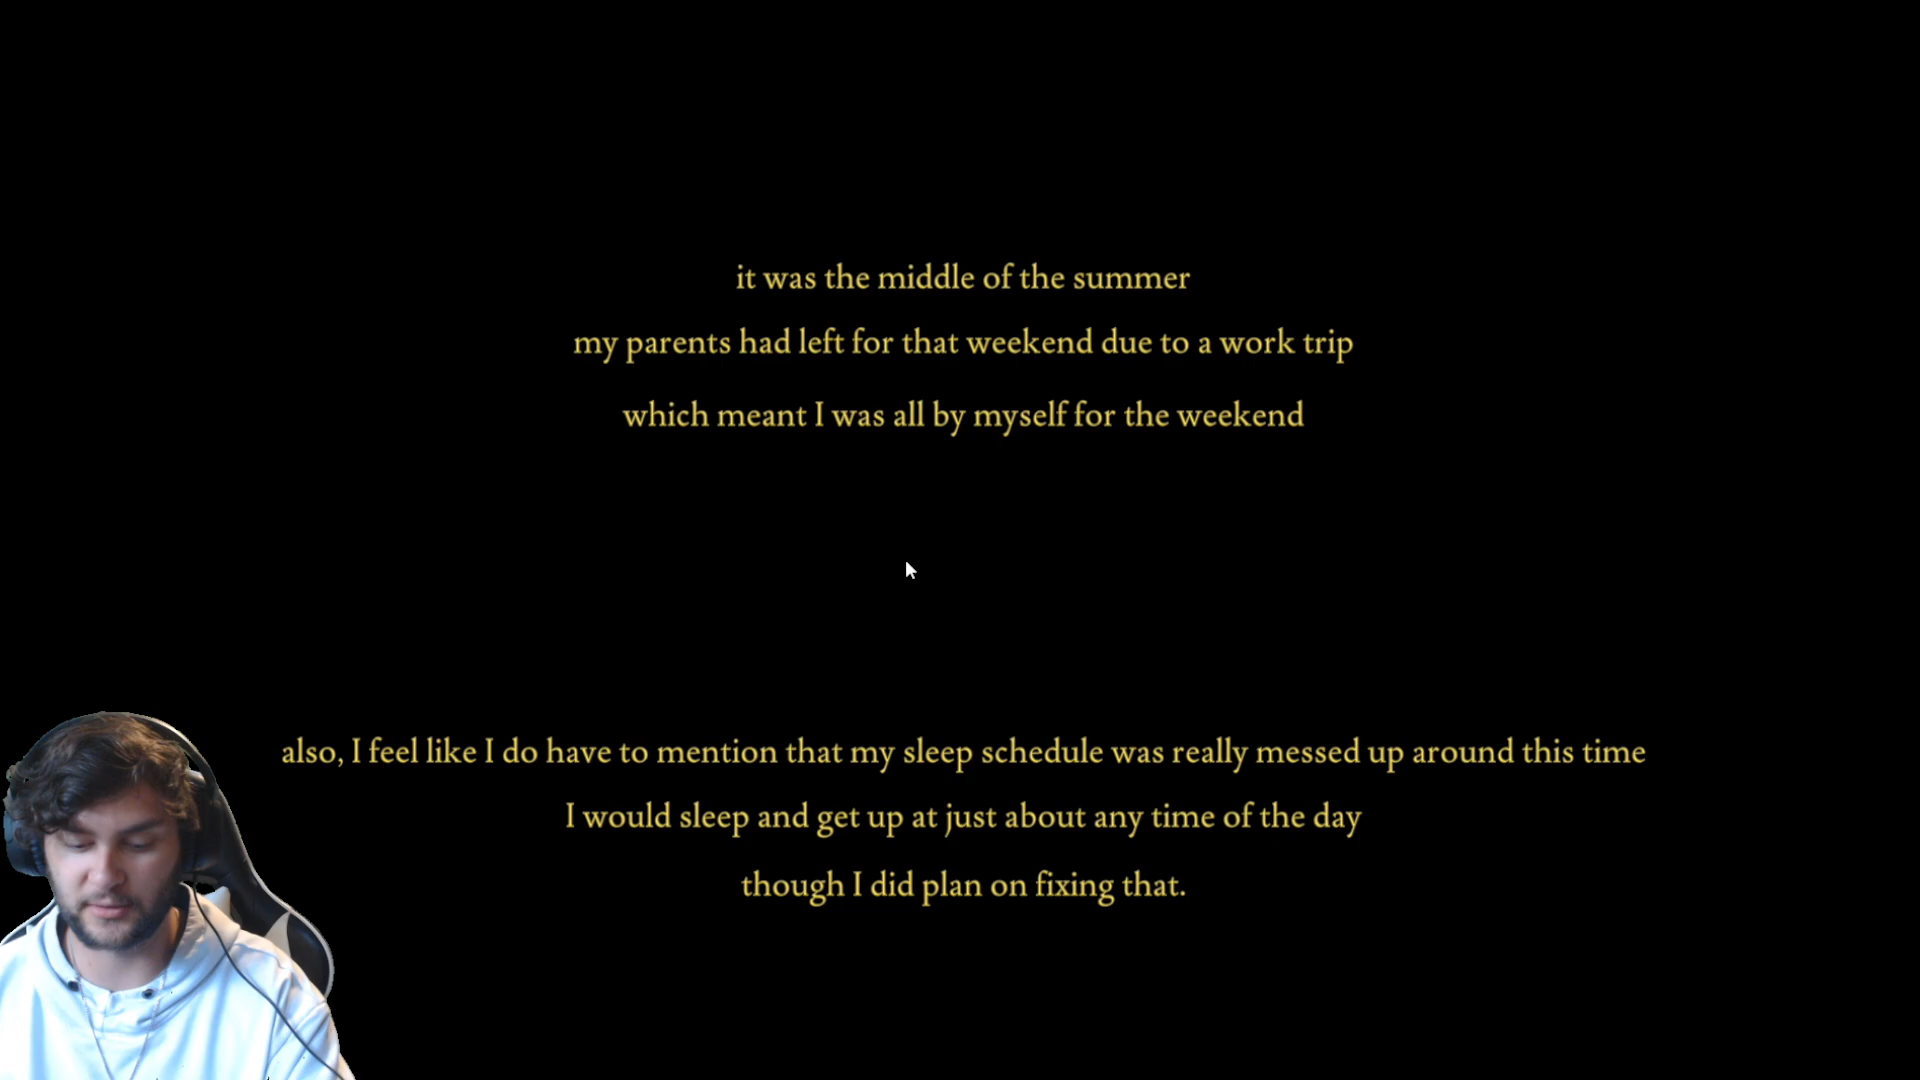 it was the middle of the summer
my parents had left for that weekend due to a work trip
which meant I was all by myself for the weekend
also, I feel like I do have to mention that my sleep schedule was really messed up around this time
I would sleep and get up at just about any time of the day
though I did plan on fixing that.